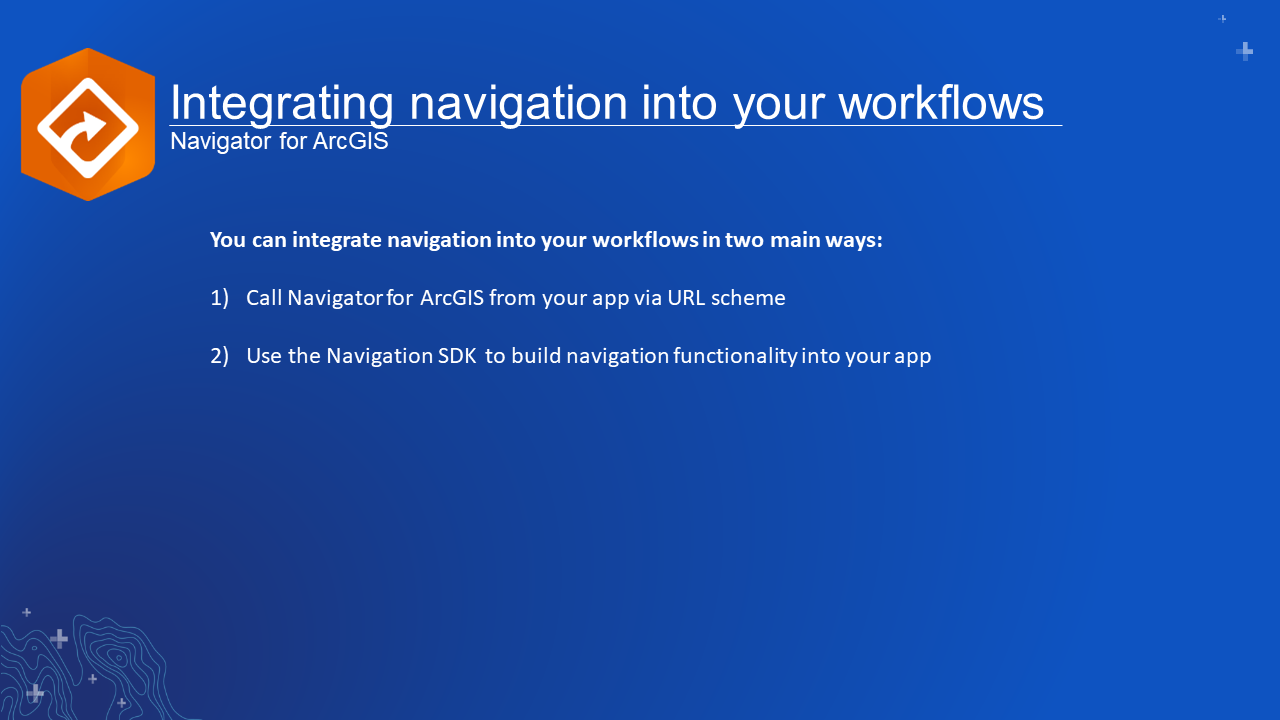 Integrating navigation into your workflows
Navigator for ArcGIS
You can integrate navigation into your workflows in two main ways:
1) Call Navigator for ArcGIS from your app via URL scheme
2) Use the Navigation SDK to build navigation functionality into your app